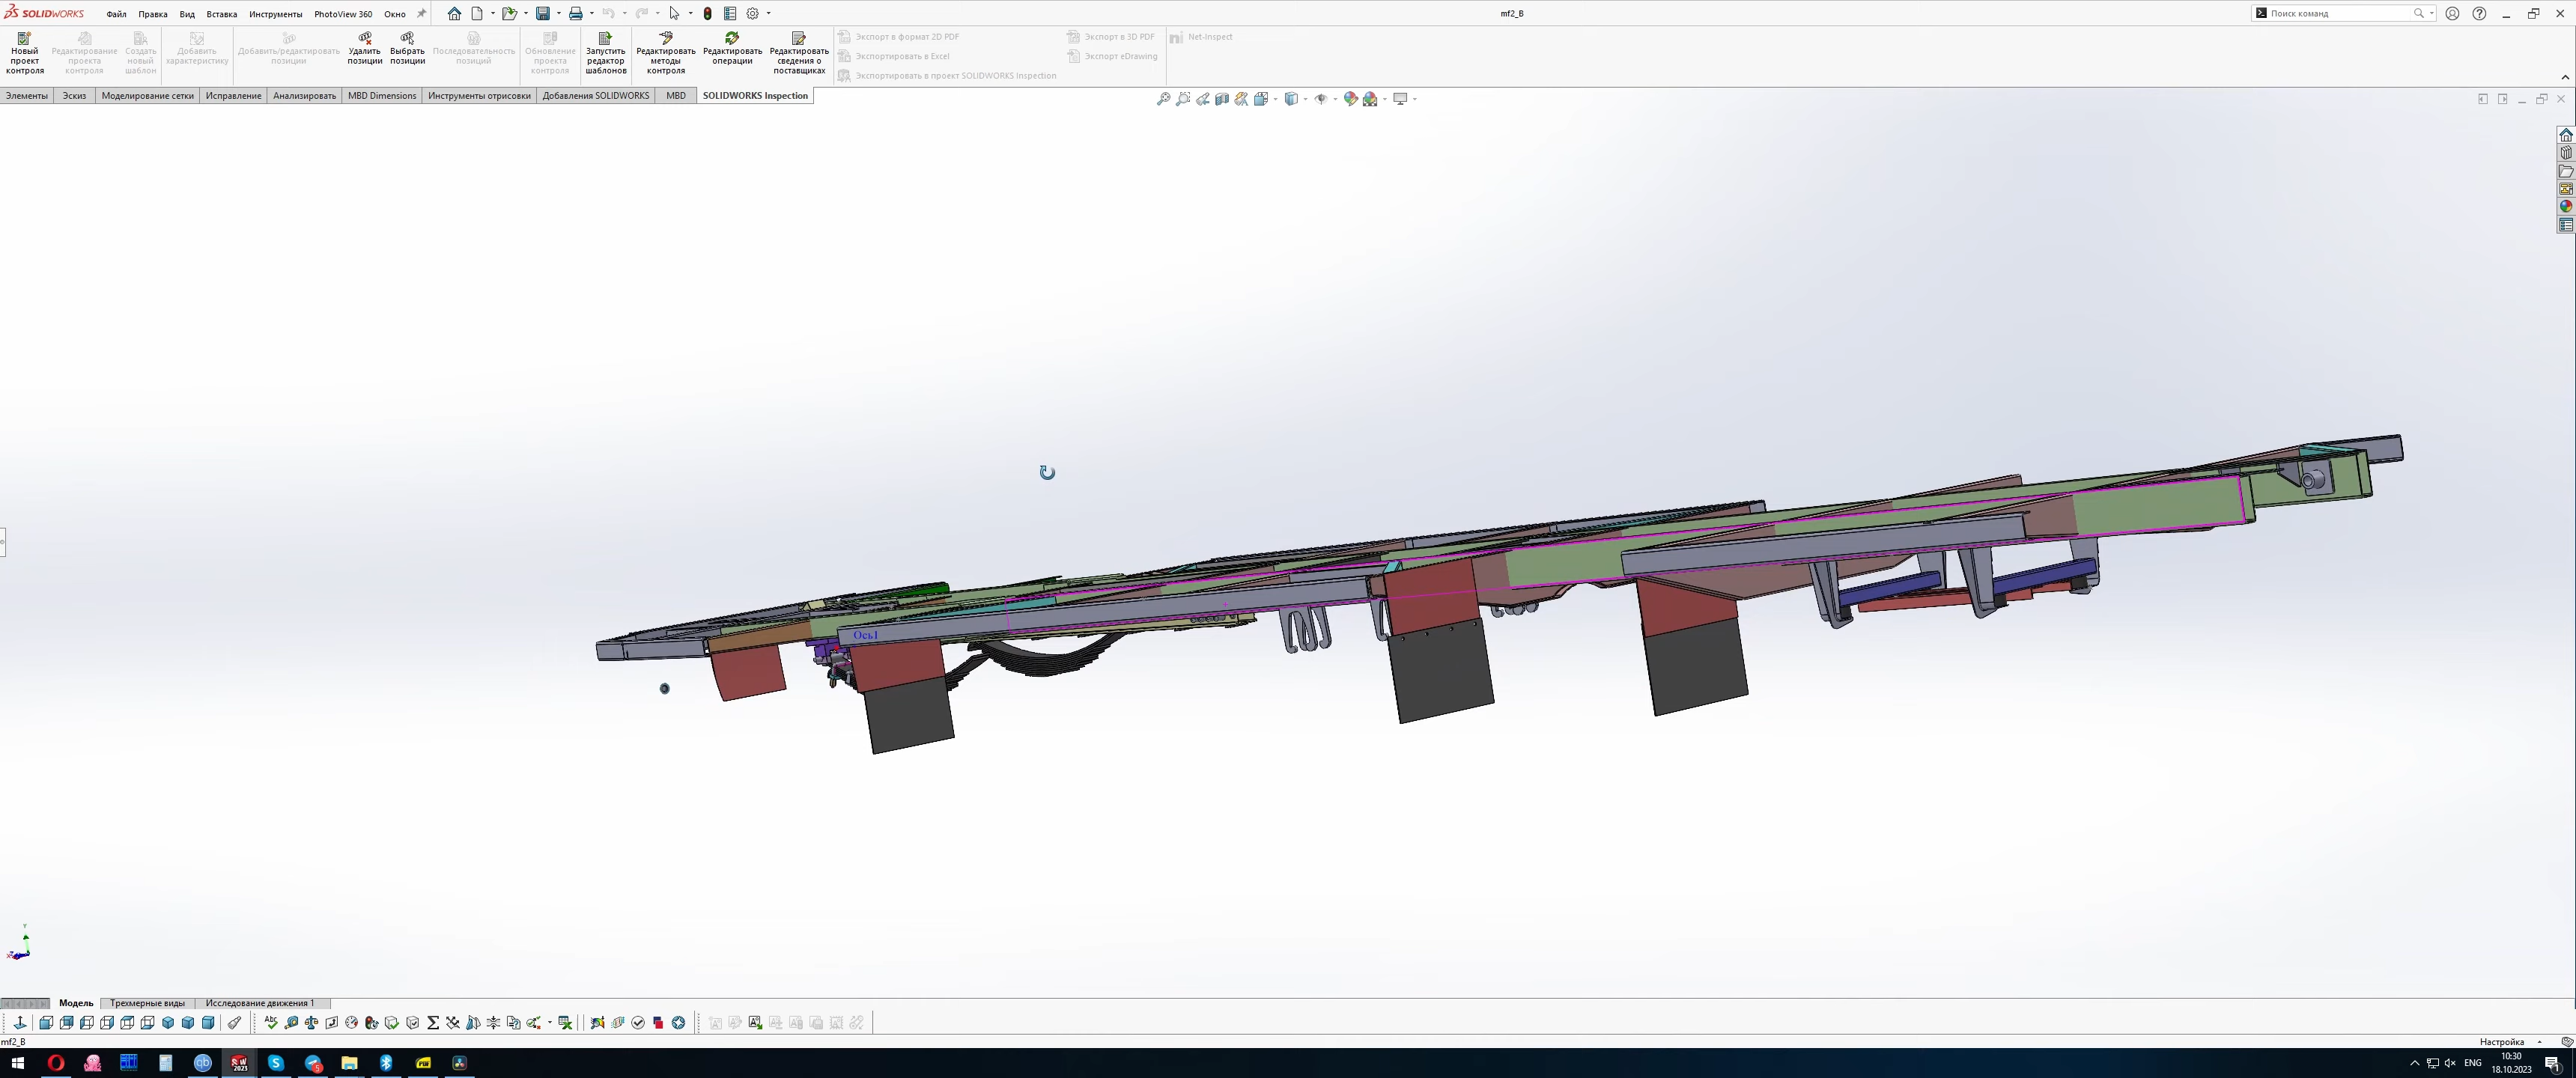 SOLIDWORKS Файл Правка Вид Вставка Инструменты PhotoView 360 Окно mf2_B Поиск команд
Новый проект контроля
Редактирование проекта контроля
Создать новый шаблон
Добавить характеристику
Добавить/редактировать позиции
Удалить позиции
Выбрать позиции
Последовательность позиций
Обновление проекта контроля
Запустить редактор шаблонов
Редактировать методы контроля
Редактировать операции
Редактировать сведения о поставщиках
Экспорт в формат 2D PDF
Экспортировать в Excel
Экспортировать в проект SOLIDWORKS Inspection
Экспорт в 3D PDF
Экспорт eDrawing
Net-Inspect
Элементы Эскиз Моделирование сетки Исправление Анализировать MBD Dimensions Инструменты отрисовки Добавления SOLIDWORKS MBD SOLIDWORKS Inspection
Ось1
Y
Модель Трехмерные виды Исследование движения 1
mf2_B Настройка
ENG
10:30
18.10.2023